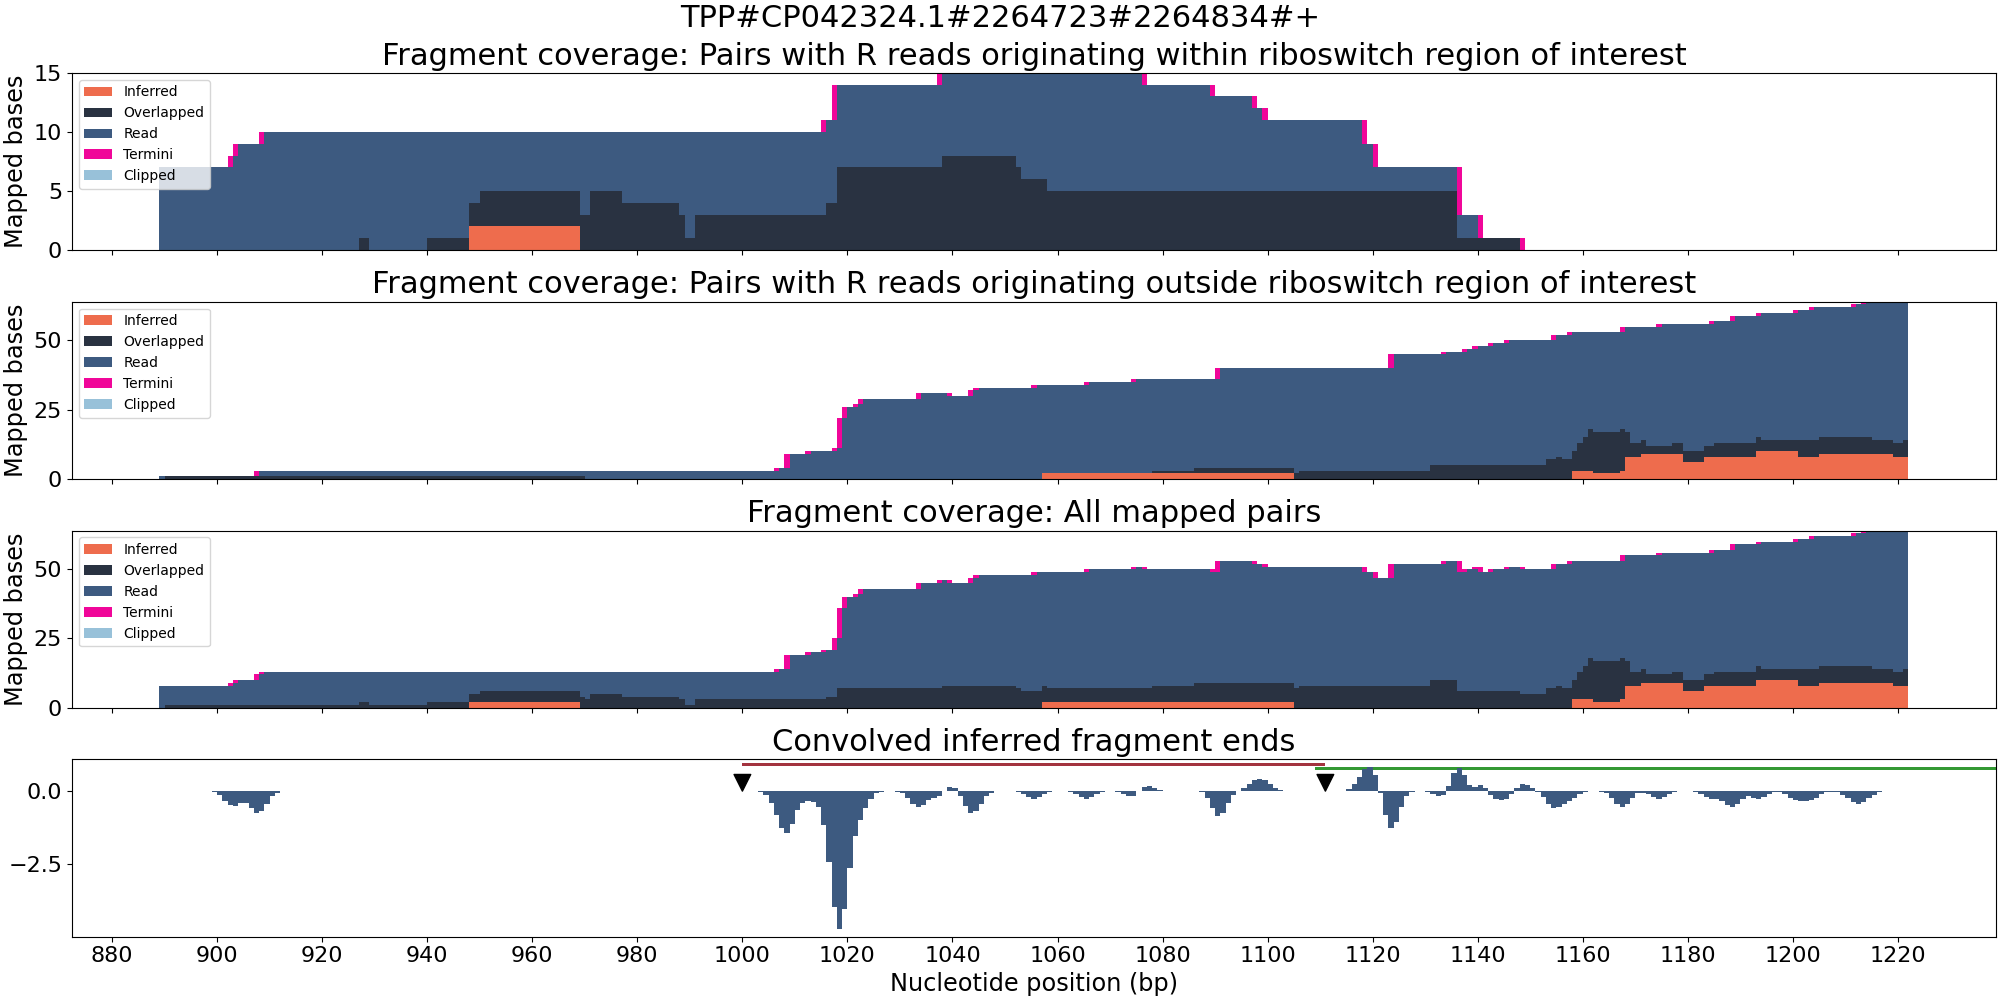 TPP#CP042324.1#2264723#2264834#+
Fragment coverage: Pairs with R reads originating within riboswitch region of interest
Mapped bases
15
10
5
0
Inferred
Overlapped
Read
Termini
Clipped
Fragment coverage: Pairs with R reads originating outside riboswitch region of interest
Mapped bases
50
25
0
Inferred
Overlapped
Read
Termini
Clipped
Fragment coverage: All mapped pairs
Mapped bases
50
25
0
Inferred
Overlapped
Read
Termini
Clipped
Convolved inferred fragment ends
0.0
−2.5
880 900 920 940 960 980 1000 1020 1040 1060 1080 1100 1120 1140 1160 1180 1200 1220
Nucleotide position (bp)